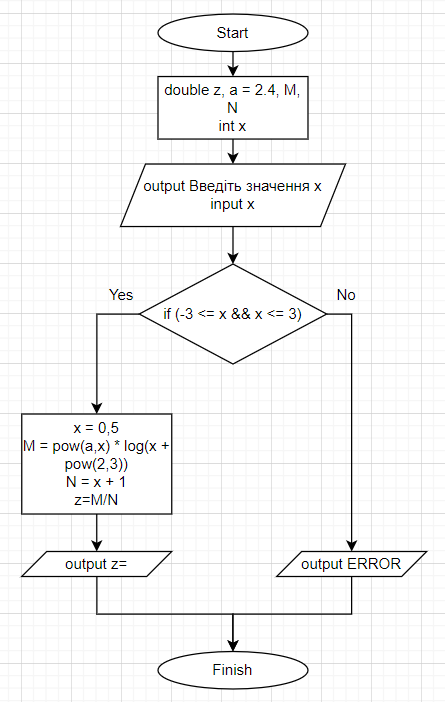 Start
double z, a = 2.4, M,
N
int x
output Введіть значення x
input x
Yes
No
if (-3 <= x && x <= 3)
x = 0,5
M = pow(a,x) * log(x +
pow(2,3))
N = x + 1
z=M/N
output z=
output ERROR
Finish